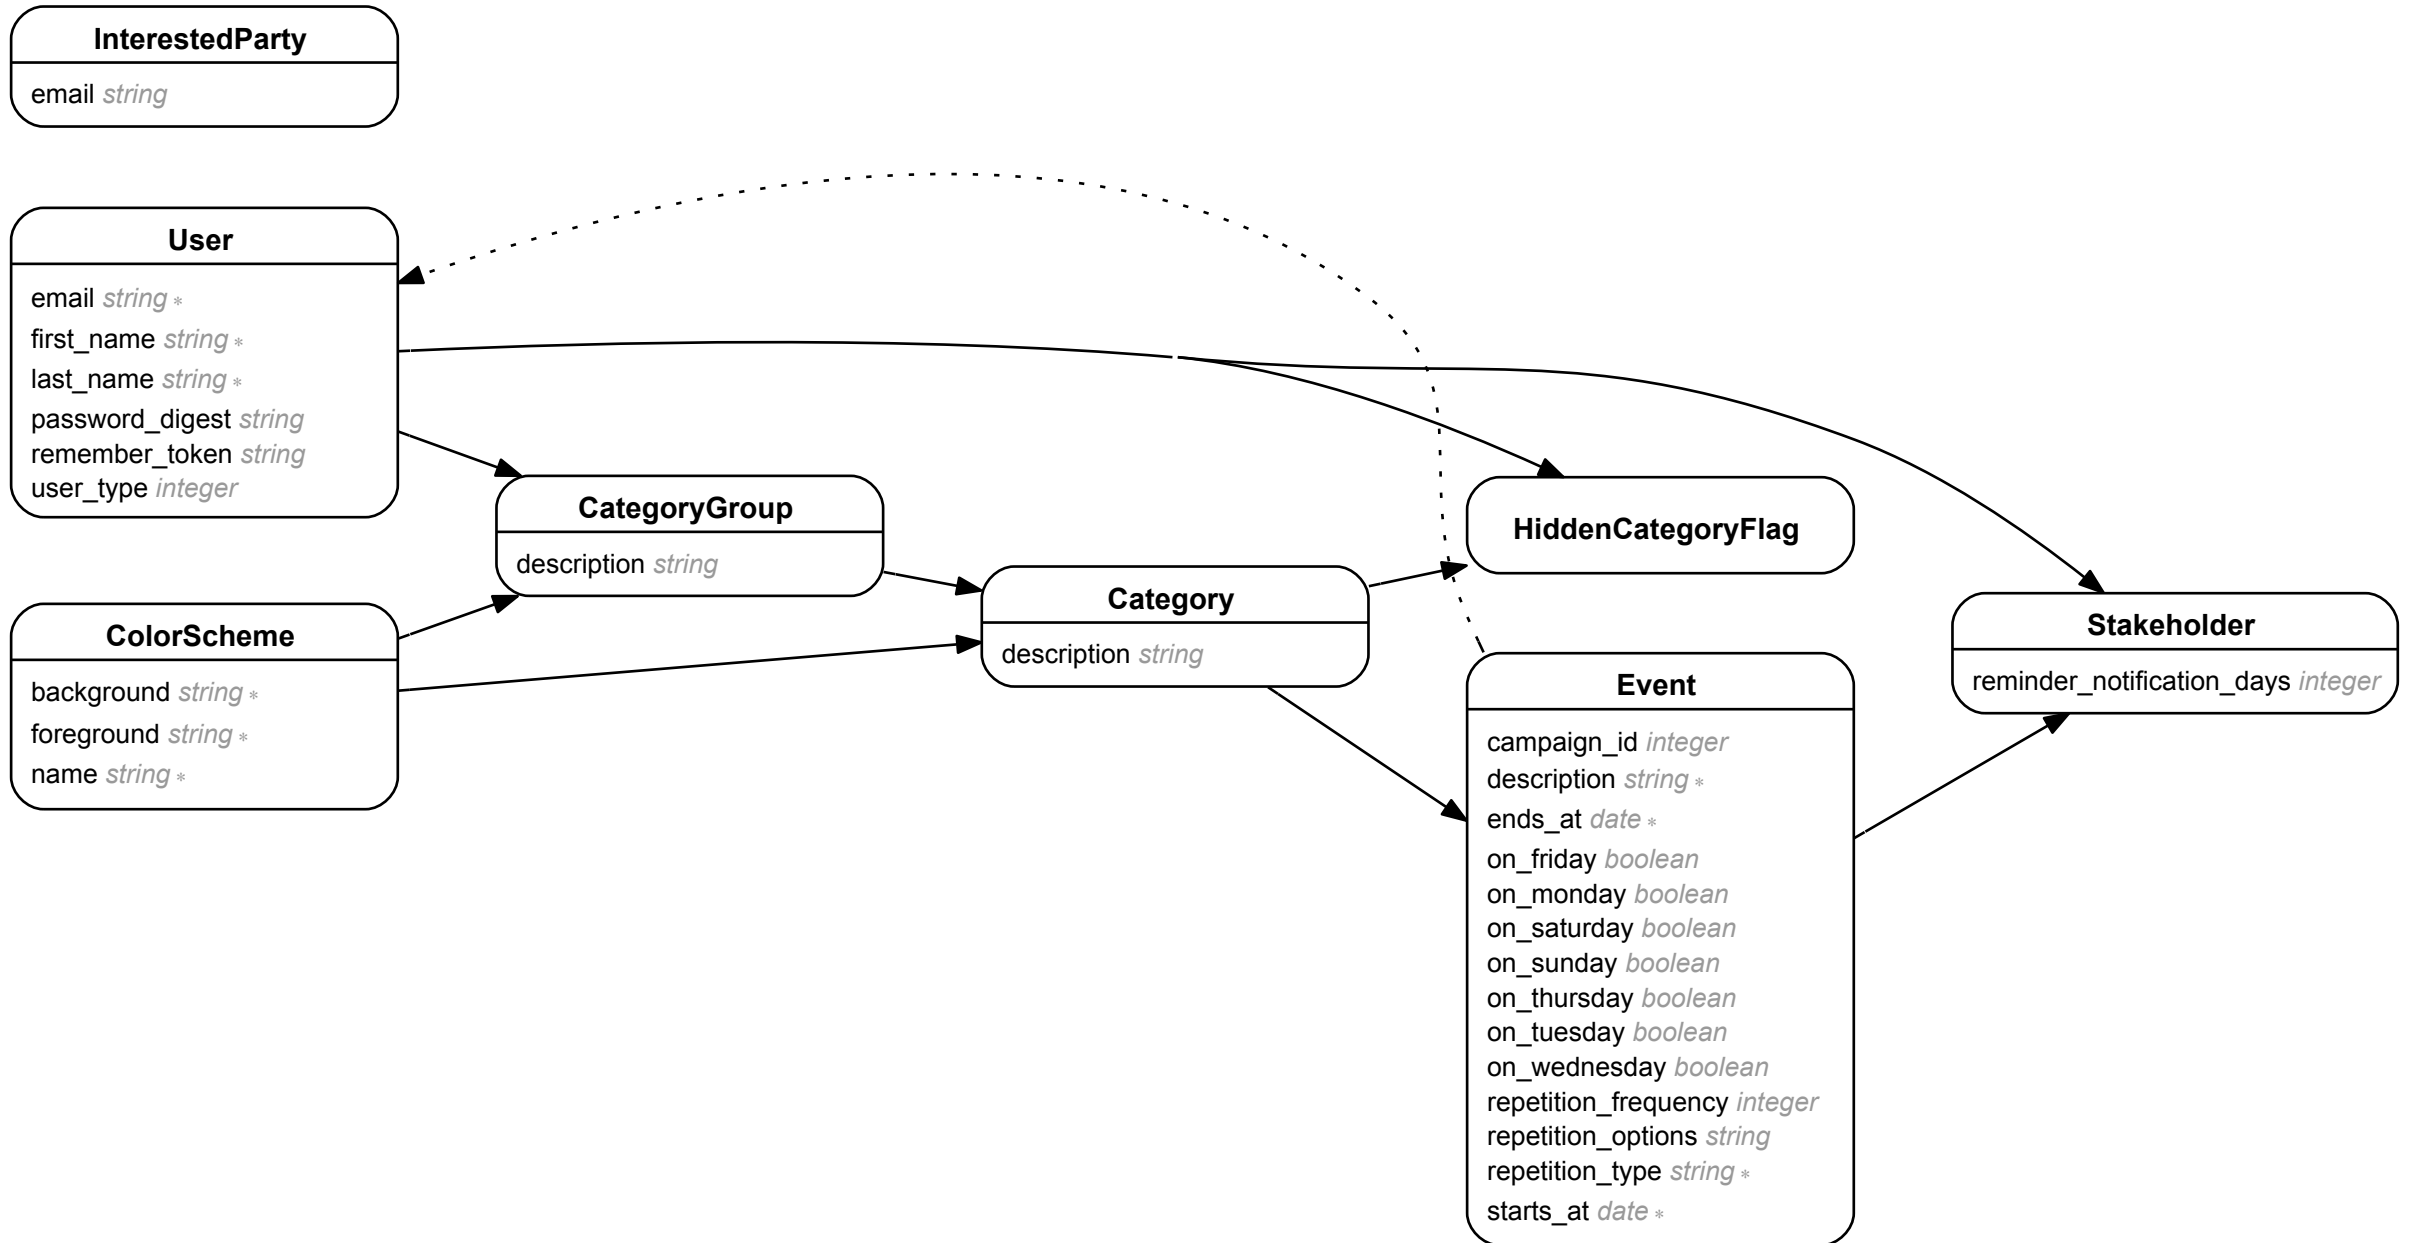 InterestedParty
email string
User
email string *
first_name string *
last_name string *
password_digest string
remember_token string
user_type integer
ColorScheme
background string *
foreground string *
name string *
CategoryGroup
description string
Category
description string
HiddenCategoryFlag
Event
campaign_id integer
description string *
ends_at date *
on_friday boolean
on_monday boolean
on_saturday boolean
on_sunday boolean
on_thursday boolean
on_tuesday boolean
on_wednesday boolean
repetition_frequency integer
repetition_options string
repetition_type string *
starts_at date *
Stakeholder
reminder_notification_days integer